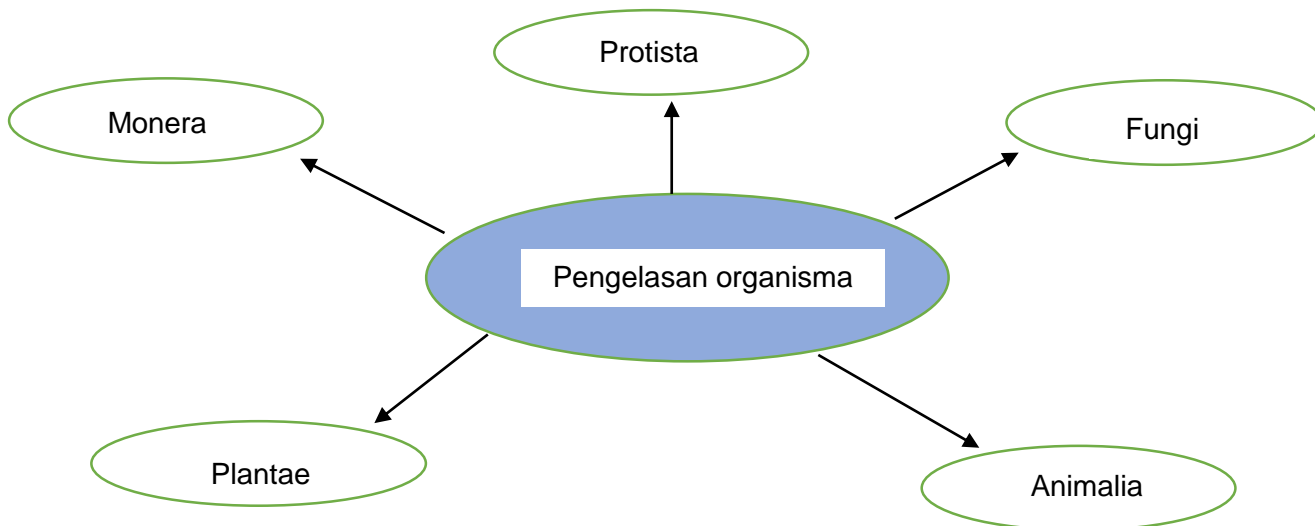 Protista
Monera
Fungi
Pengelasan organisma
Plantae
Animalia